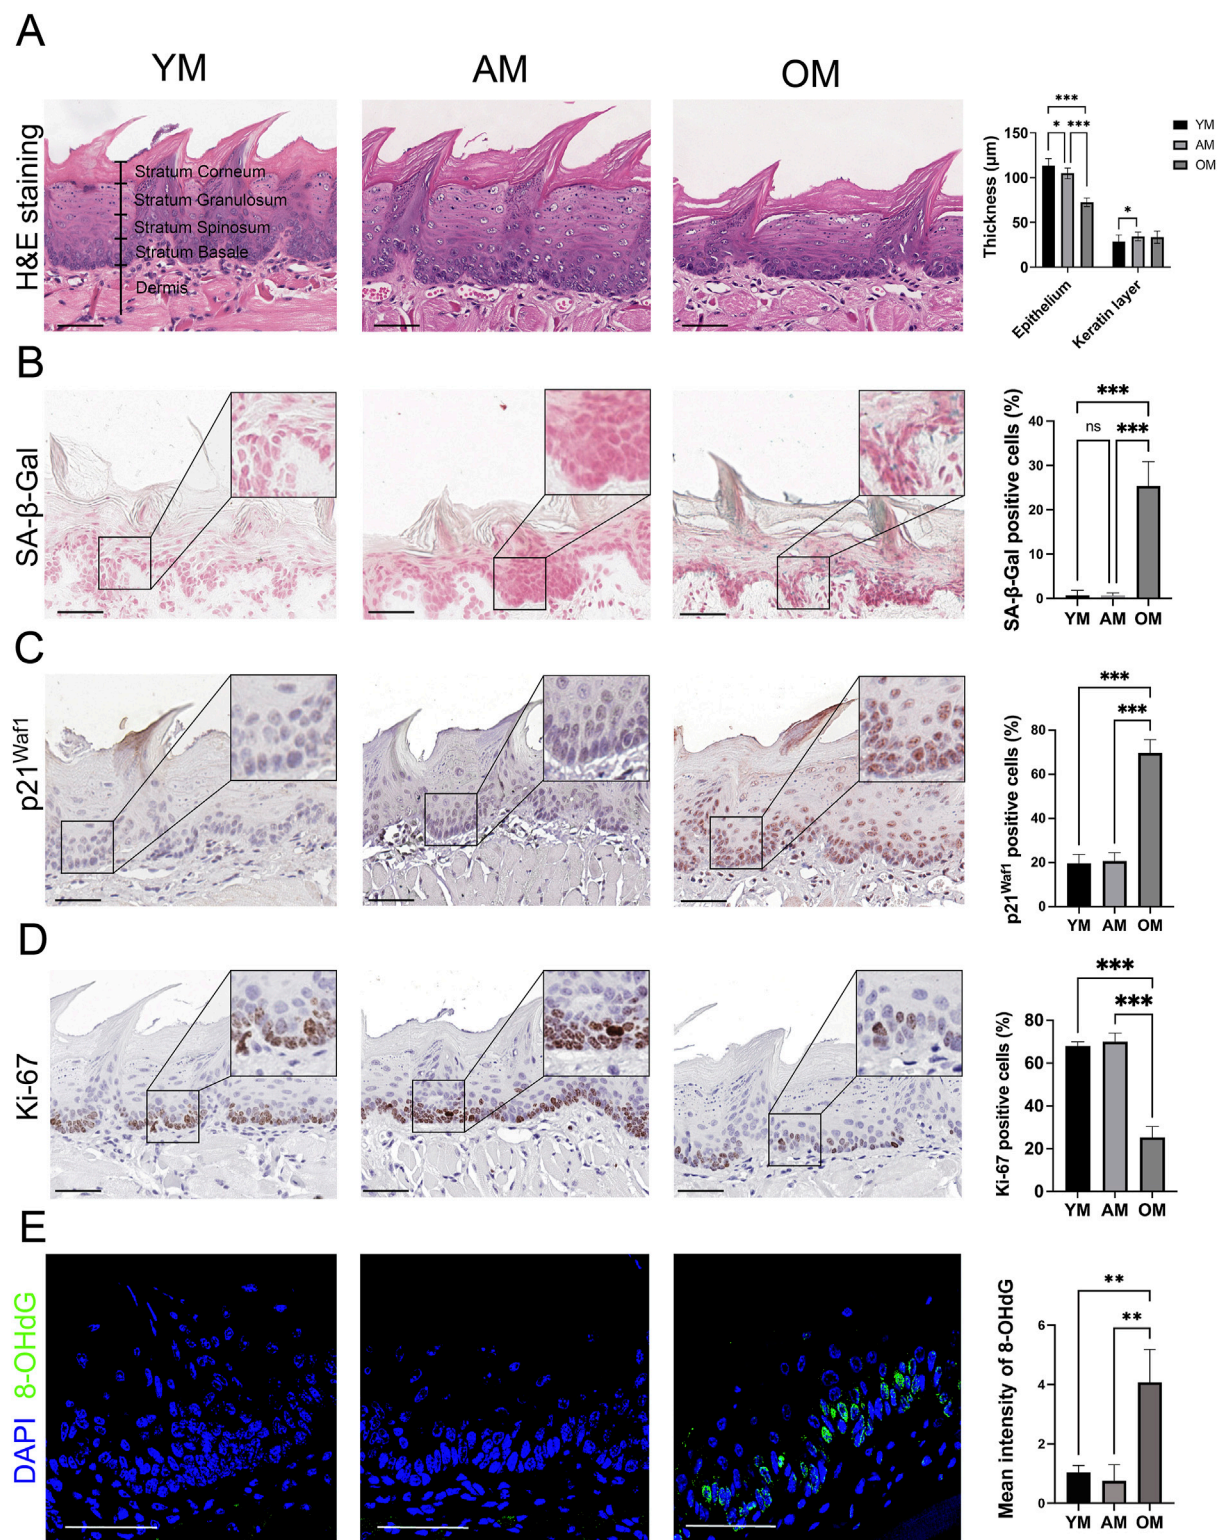 A
YM
AM
OM
H&E staining
Stratum Corneum
Stratum Granulosum
Stratum Spinosum
Stratum Basale
Dermis
***
* ***
*
Thickness (μm)
150
100
50
0
Epithelium
Keratin layer
YM
AM
OM
B
SA-β-Gal
***
ns ***
SA-β-Gal positive cells (%)
40
30
20
10
0
YM AM OM
C
p21Waf1
***
***
p21Waf1 positive cells (%)
80
60
40
20
0
YM AM OM
D
Ki-67
***
***
Ki-67 positive cells (%)
80
60
40
20
0
YM AM OM
E
DAPI 8-OHdG
**
**
Mean intensity of 8-OHdG
6
4
2
0
YM AM OM